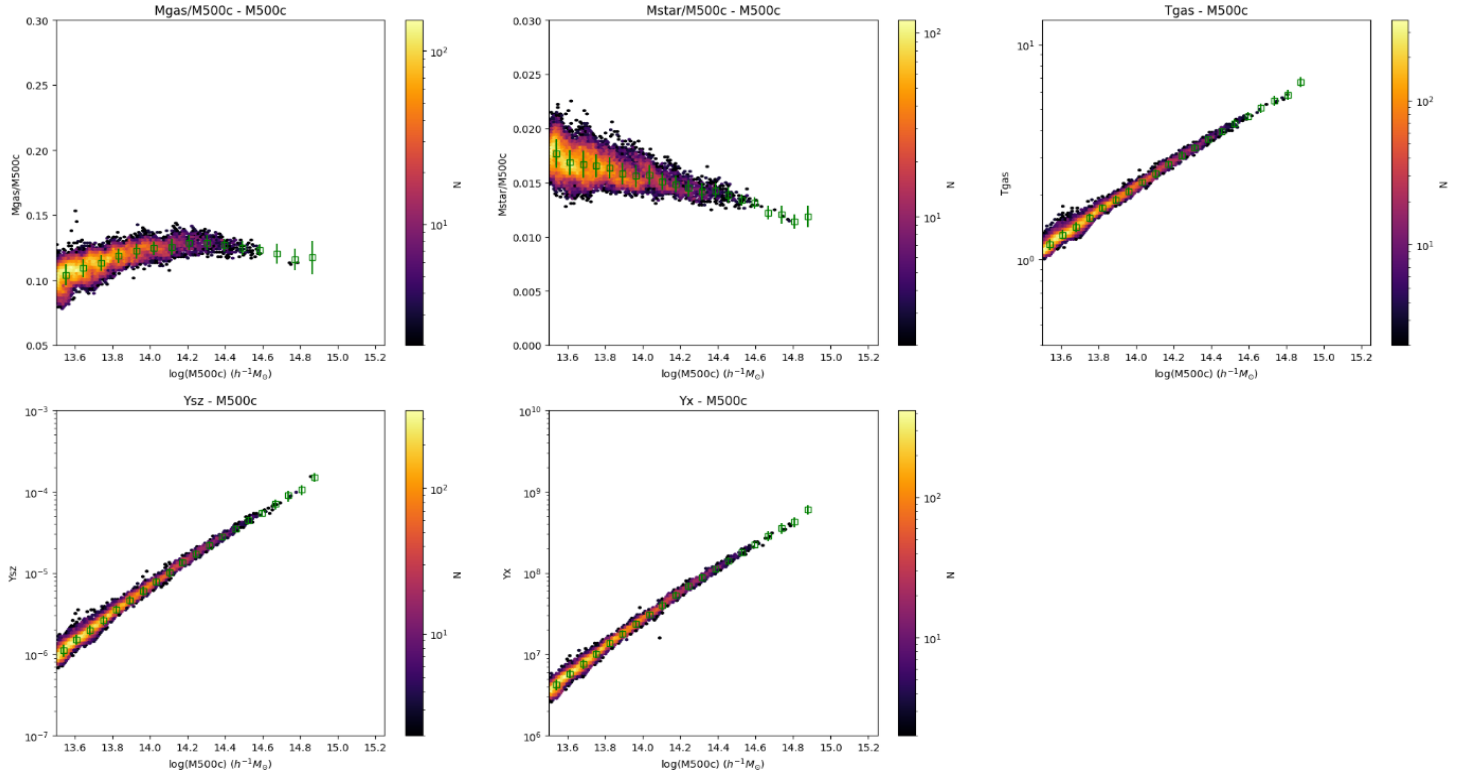 Mgas/M500c - M500c
0.30
0.25
0.20
0.15
0.10
0.05
Mgas/M500c
13.6 13.8 14.0 14.2 14.4 14.6 14.8 15.0 15.2
log(M500c) (h⁻¹M⊙)
10²
10¹
N
Mstar/M500c - M500c
0.030
0.025
0.020
0.015
0.010
0.005
0.000
Mstar/M500c
13.6 13.8 14.0 14.2 14.4 14.6 14.8 15.0 15.2
log(M500c) (h⁻¹M⊙)
10²
10¹
N
Tgas - M500c
10¹
10⁰
Tgas
13.6 13.8 14.0 14.2 14.4 14.6 14.8 15.0 15.2
log(M500c) (h⁻¹M⊙)
10²
10¹
N
Ysz - M500c
10⁻³
10⁻⁴
10⁻⁵
10⁻⁶
10⁻⁷
Ysz
13.6 13.8 14.0 14.2 14.4 14.6 14.8 15.0 15.2
log(M500c) (h⁻¹M⊙)
10²
10¹
N
Yx - M500c
10¹⁰
10⁹
10⁸
10⁷
10⁶
Yx
13.6 13.8 14.0 14.2 14.4 14.6 14.8 15.0 15.2
log(M500c) (h⁻¹M⊙)
10²
10¹
N